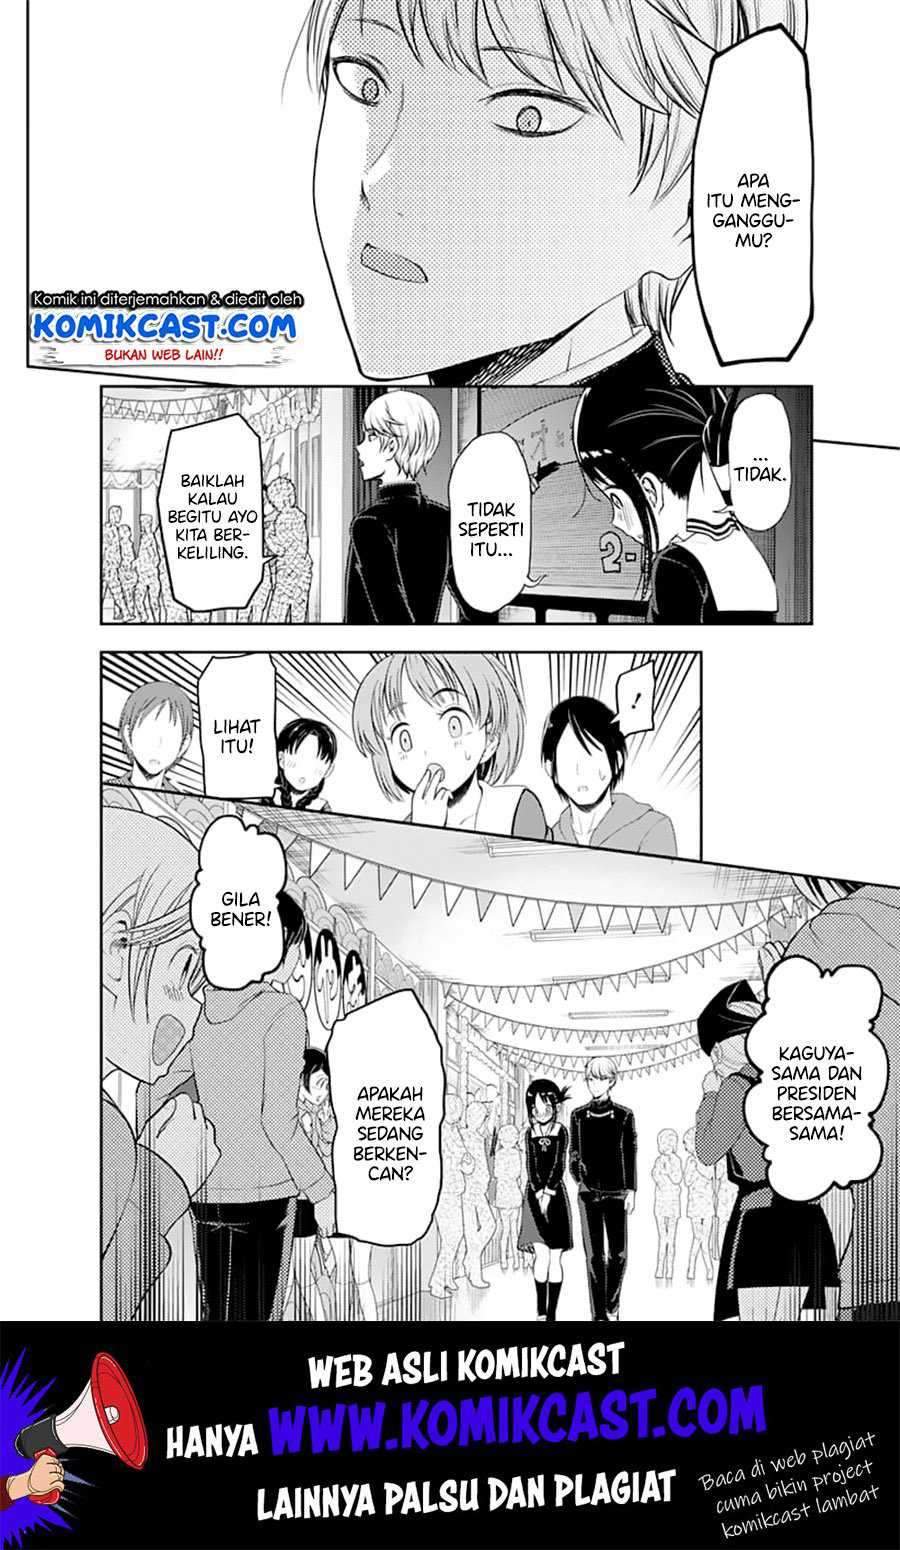 APA
ITU MENG-
GANGGU-
MU?
Komik ini diterjemahkan & diedit oleh
KOMIKCAST.COM
BUKAN WEB LAIN!!
...
TIDAK.
TIDAK
SEPERTI
ITU...
BAIKLAH
KALAU
BEGITU AYO
KITA BER-
KELILING.
2-
!
LIHAT
ITU!
GILA
BENER!
KAGUYA-
SAMA DAN
PRESIDEN
BERSAMA-
SAMA!
APAKAH
MEREKA
SEDANG
BERKEN-
CAN?
WEB ASLI KOMIKCAST
HANYA WWW.KOMIKCAST.COM
LAINNYA PALSU DAN PLAGIAT
Baca di web plagiat
cuma bikin project
komikcast lambat